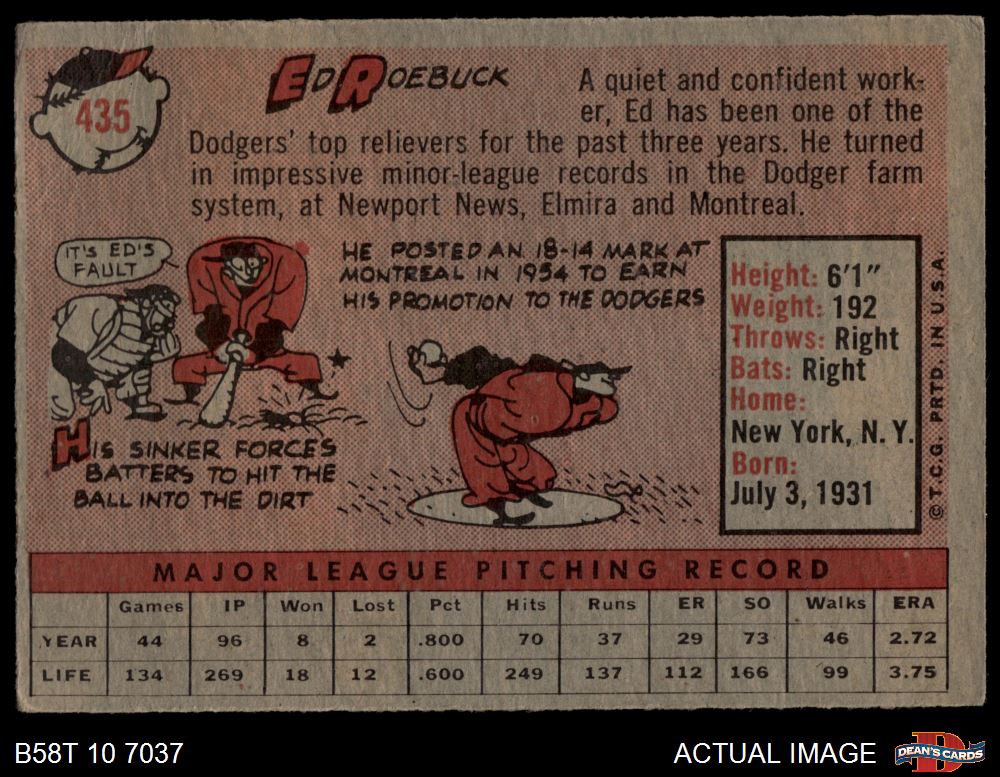 435
ED ROEBUCK
A quiet and confident work-
er, Ed has been one of the
Dodgers' top relievers for the past three years. He turned
in impressive minor-league records in the Dodger farm
system, at Newport News, Elmira and Montreal.
IT'S ED'S
FAULT
HE POSTED AN 18-14 MARK AT
MONTREAL IN 1954 TO EARN
HIS PROMOTION TO THE DODGERS
HIS SINKER FORCES
BATTERS TO HIT THE
BALL INTO THE DIRT
Height: 6'1"
Weight: 192
Throws: Right
Bats: Right
Home:
New York, N. Y.
Born:
July 3, 1931
© T.C.G. PRTD. IN U.S.A.
MAJOR LEAGUE PITCHING RECORD
Games IP Won Lost Pct Hits Runs ER SO Walks ERA
YEAR 44 96 8 2 .800 70 37 29 73 46 2.72
LIFE 134 269 18 12 .600 249 137 112 166 99 3.75
B58T 10 7037
ACTUAL IMAGE
D
DEAN'S CARDS